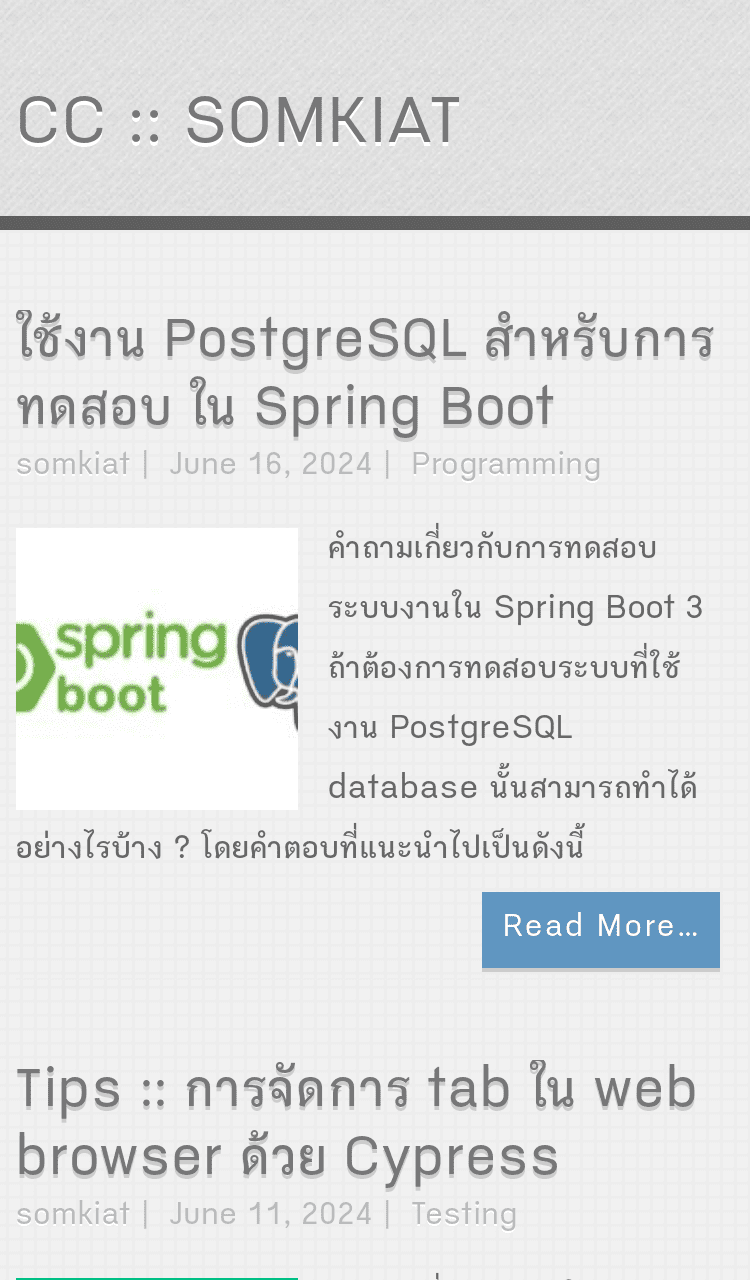 CC :: SOMKIAT
ใช้งาน PostgreSQL สำหรับการ
ทดสอบ ใน Spring Boot
somkiat | June 16, 2024 | Programming
spring
boot
คำถามเกี่ยวกับการทดสอบ
ระบบงานใน Spring Boot 3
ถ้าต้องการทดสอบระบบที่ใช้
งาน PostgreSQL
database นั้นสามารถทำได้
อย่างไรบ้าง ? โดยคำตอบที่แนะนำไปเป็นดังนี้
Read More…
Tips :: การจัดการ tab ใน web
browser ด้วย Cypress
somkiat | June 11, 2024 | Testing